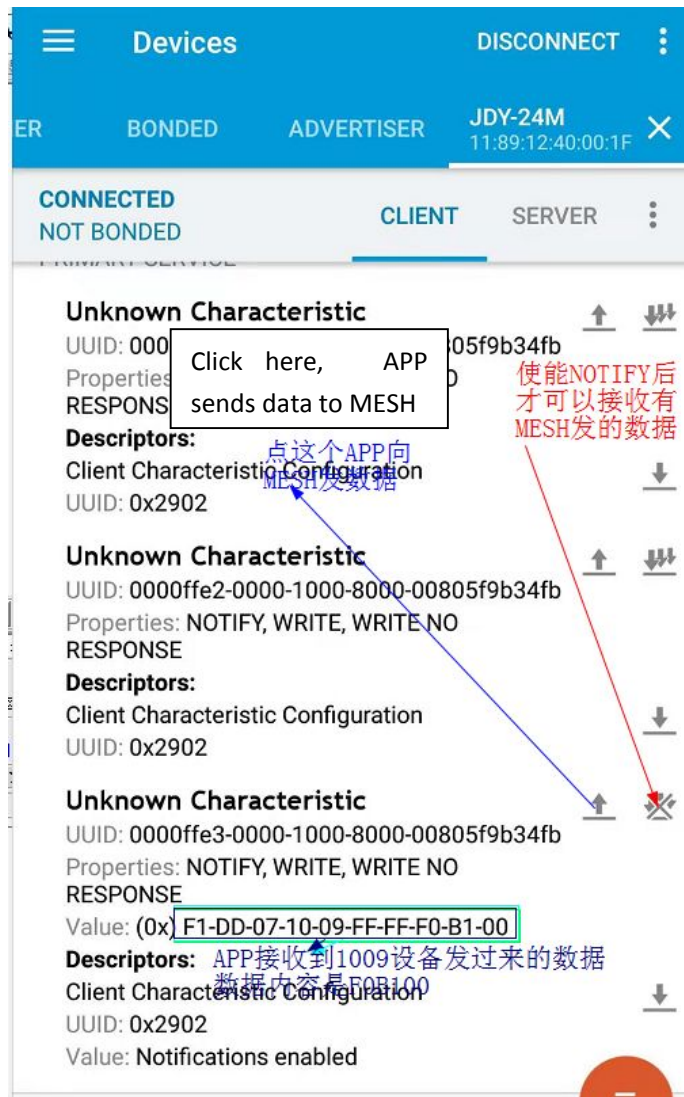 Devices
DISCONNECT
ER
BONDED
ADVERTISER
JDY-24M
11:89:12:40:00:1F
CONNECTED
NOT BONDED
CLIENT
SERVER
PRIMARY SERVICE
Unknown Characteristic
UUID: 000
05f9b34fb
Properties
RESPONS
Click here, APP
sends data to MESH
使能NOTIFY后
才可以接收有
MESH发的数据
Descriptors:
点这个APP向
MESH发数据
Client Characteristic Configuration
UUID: 0x2902
Unknown Characteristic
UUID: 0000ffe2-0000-1000-8000-00805f9b34fb
Properties: NOTIFY, WRITE, WRITE NO
RESPONSE
Descriptors:
Client Characteristic Configuration
UUID: 0x2902
Unknown Characteristic
UUID: 0000ffe3-0000-1000-8000-00805f9b34fb
Properties: NOTIFY, WRITE, WRITE NO
RESPONSE
Value: (0x) F1-DD-07-10-09-FF-FF-F0-B1-00
Descriptors:
APP接收到1009设备发过来的数据
数据内容是F0B100
Client Characteristic Configuration
UUID: 0x2902
Value: Notifications enabled